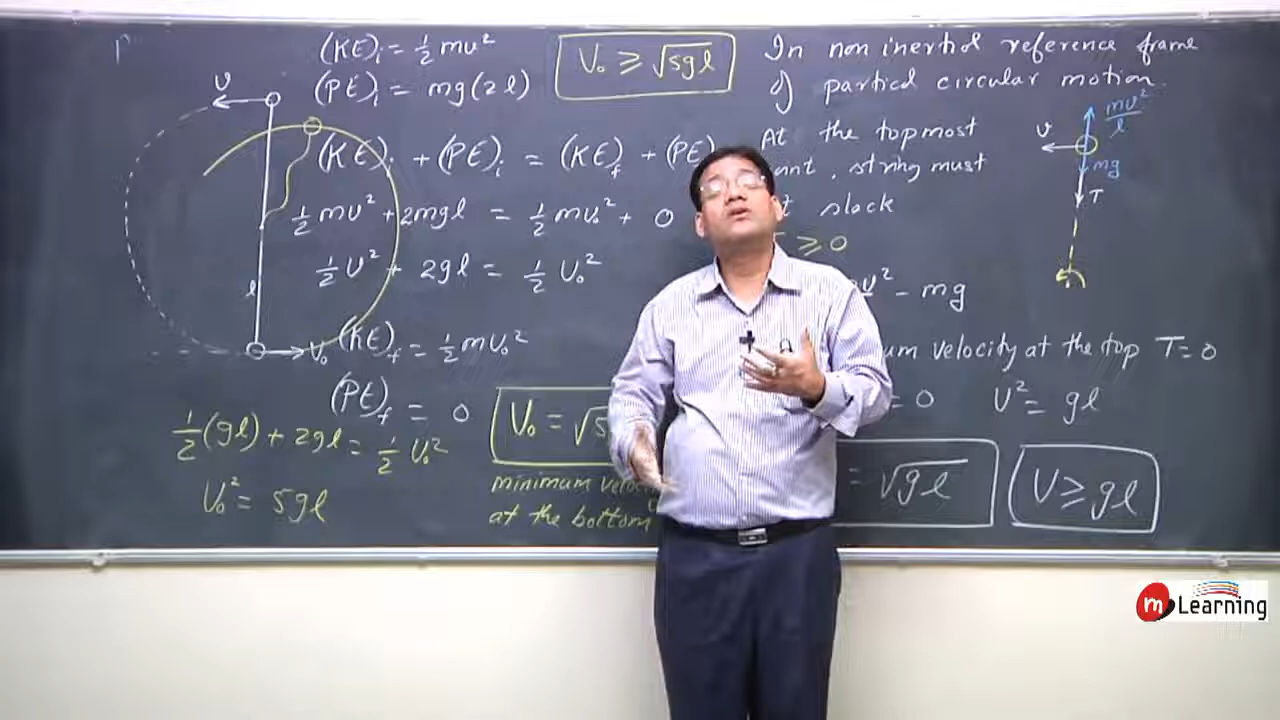 (KE)ᵢ = ½ mv²
(PE)ᵢ = mg(2l)
V₀ ≥ √5gl
v
(KE)ᵢ + (PE)ᵢ = (KE)f + (PE)
½ mv² + 2mgl = ½ mv₀² + 0
½ v² + 2gl = ½ v₀²
l
V₀
(KE)f = ½ mv₀²
(PE)f = 0
½(gl) + 2gl = ½ v₀²
V₀² = 5gl
V₀ = √5
minimum velocity
at the bottom
In non inertial reference frame
of particle circular motion.
At the topmost
string must
slack
≥ 0
v² - mg
velocity at the top T = 0
= 0 v² = gl
= √gl
V ≥ gl
mv²/l
v
mg
T
m Learning